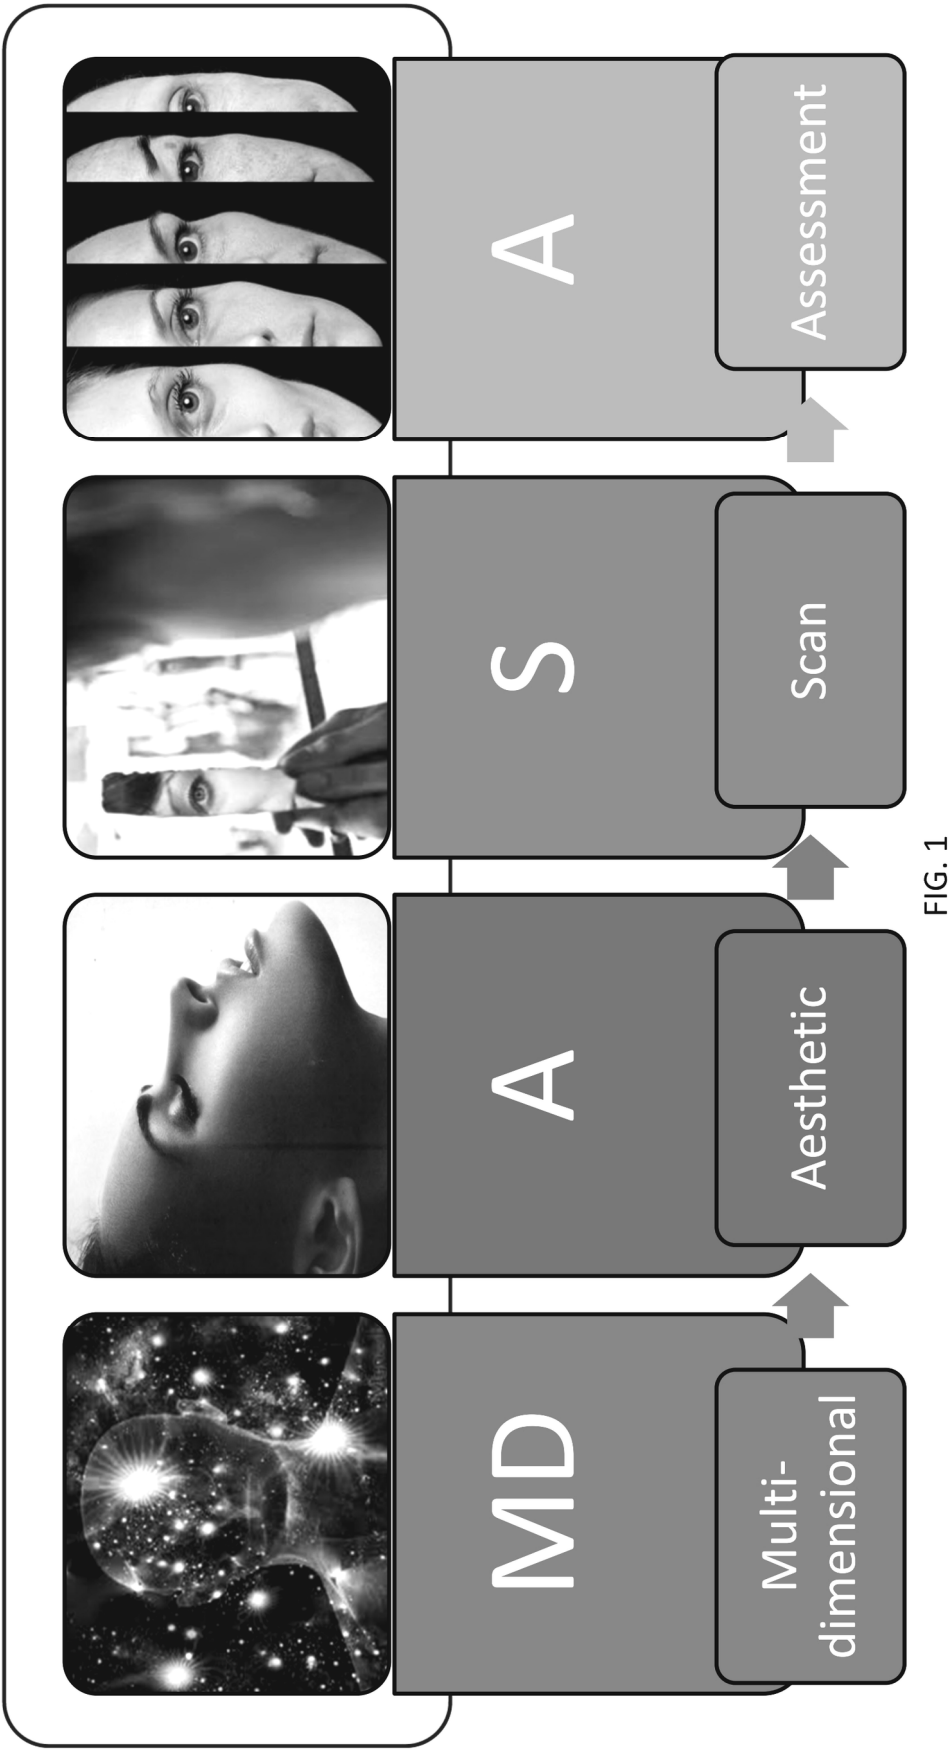 MD
A
S
A
Multi-
dimensional
Aesthetic
Scan
Assessment
FIG. 1